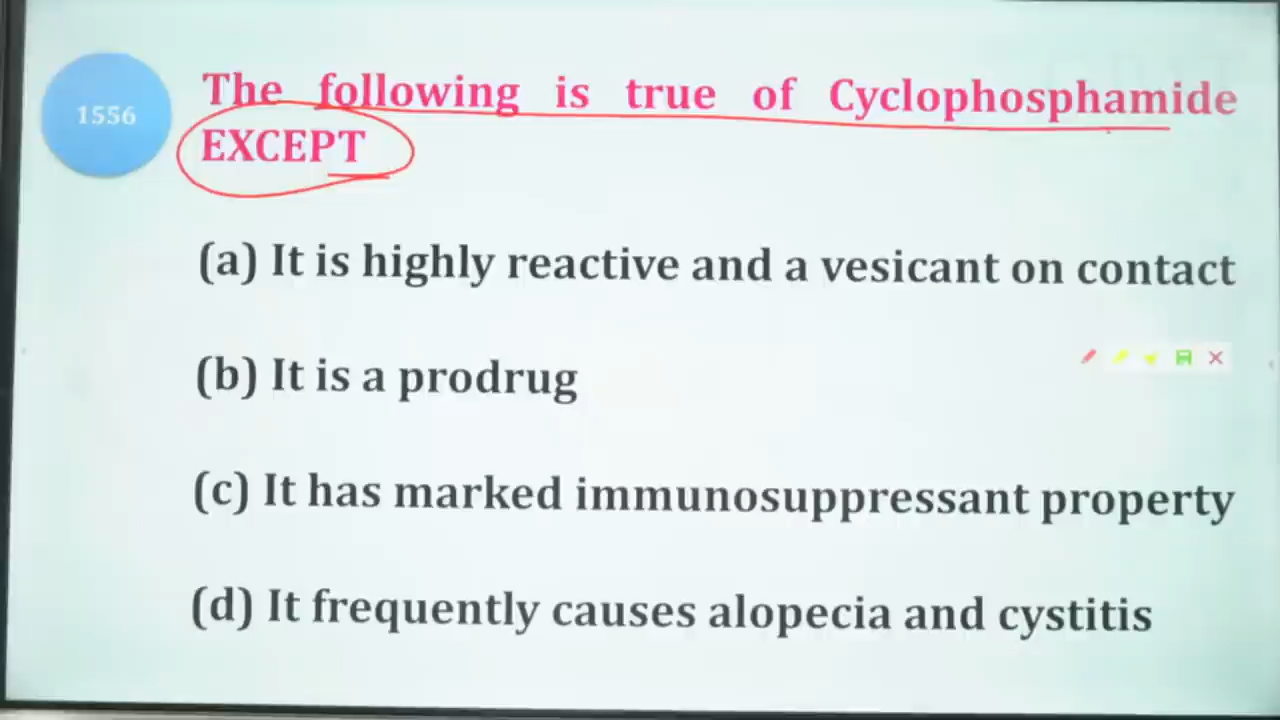 1556
The following is true of Cyclophosphamide
EXCEPT
(a) It is highly reactive and a vesicant on contact
(b) It is a prodrug
(c) It has marked immunosuppressant property
(d) It frequently causes alopecia and cystitis